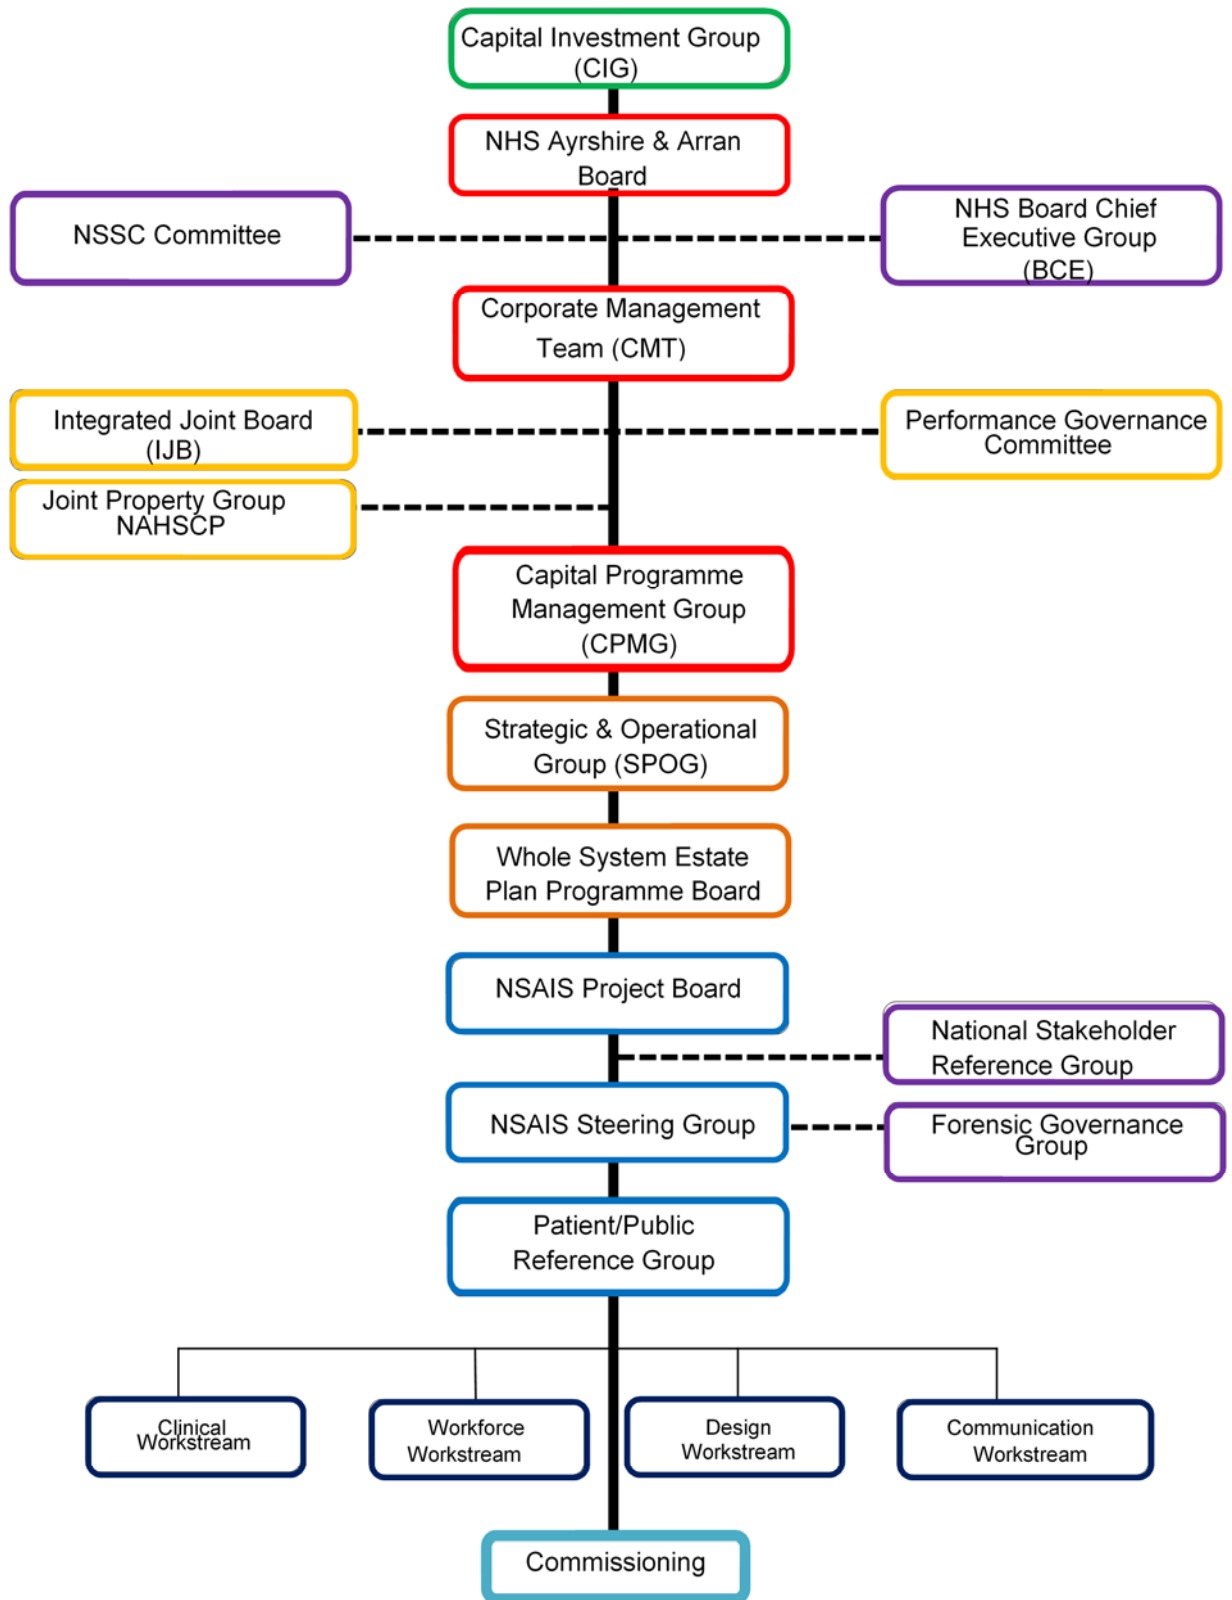 Capital Investment Group
(CIG)
NHS Ayrshire & Arran
Board
NSSC Committee
NHS Board Chief
Executive Group
(BCE)
Corporate Management
Team (CMT)
Integrated Joint Board
(IJB)
Performance Governance
Committee
Joint Property Group
NAHSCP
Capital Programme
Management Group
(CPMG)
Strategic & Operational
Group (SPOG)
Whole System Estate
Plan Programme Board
NSAIS Project Board
National Stakeholder
Reference Group
NSAIS Steering Group
Forensic Governance
Group
Patient/Public
Reference Group
Clinical
Workstream
Workforce
Workstream
Design
Workstream
Communication
Workstream
Commissioning